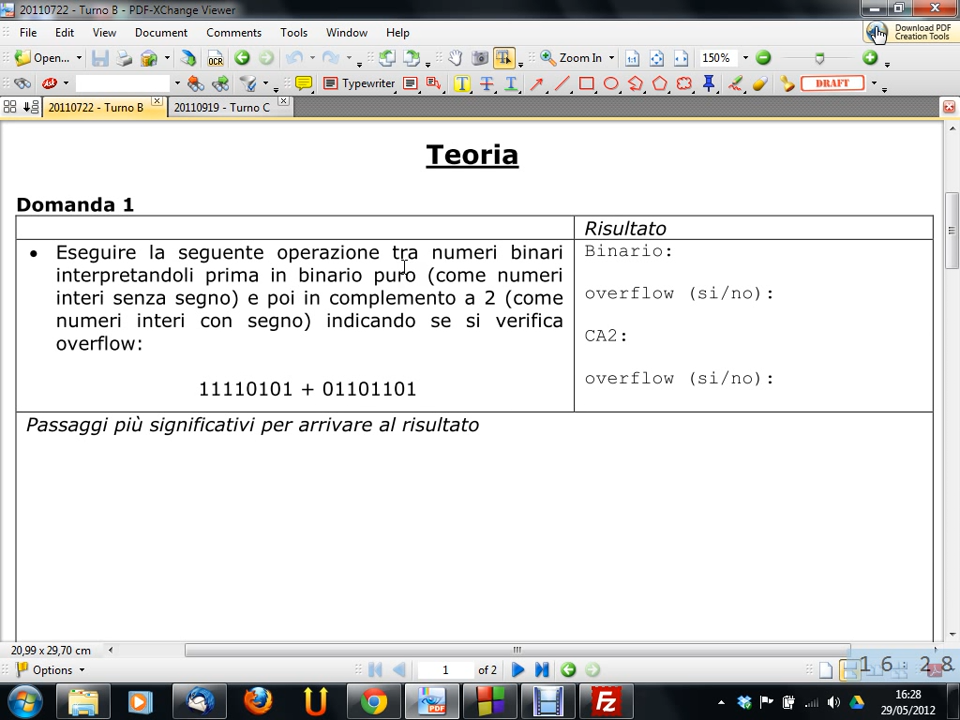 20110722 - Turno B - PDF-XChange Viewer
File Edit View Document Comments Tools Window Help
Download PDF
Creation Tools
Open... OCR Zoom In 150%
Typewriter DRAFT
20110722 - Turno B 20110919 - Turno C
Teoria
Domanda 1
Risultato
• Eseguire la seguente operazione tra numeri binari
interpretandoli prima in binario puro (come numeri
interi senza segno) e poi in complemento a 2 (come
numeri interi con segno) indicando se si verifica
overflow:
11110101 + 01101101
Binario:
overflow (si/no):
CA2:
overflow (si/no):
Passaggi più significativi per arrivare al risultato
20,99 x 29,70 cm
Options 1 of 2
16:28
16:28
29/05/2012